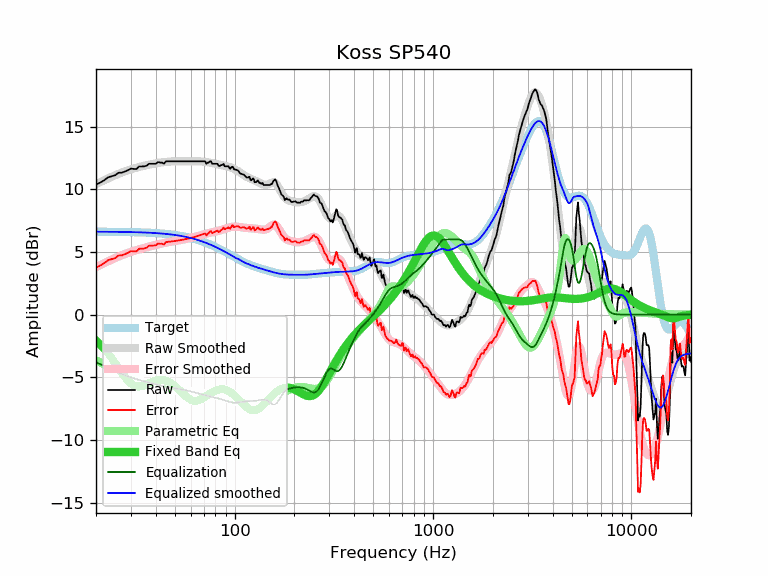 Koss SP540
Amplitude (dBr)
15
10
5
0
−5
−10
−15
Target
Raw Smoothed
Error Smoothed
Raw
Error
Parametric Eq
Fixed Band Eq
Equalization
Equalized smoothed
100
1000
10000
Frequency (Hz)